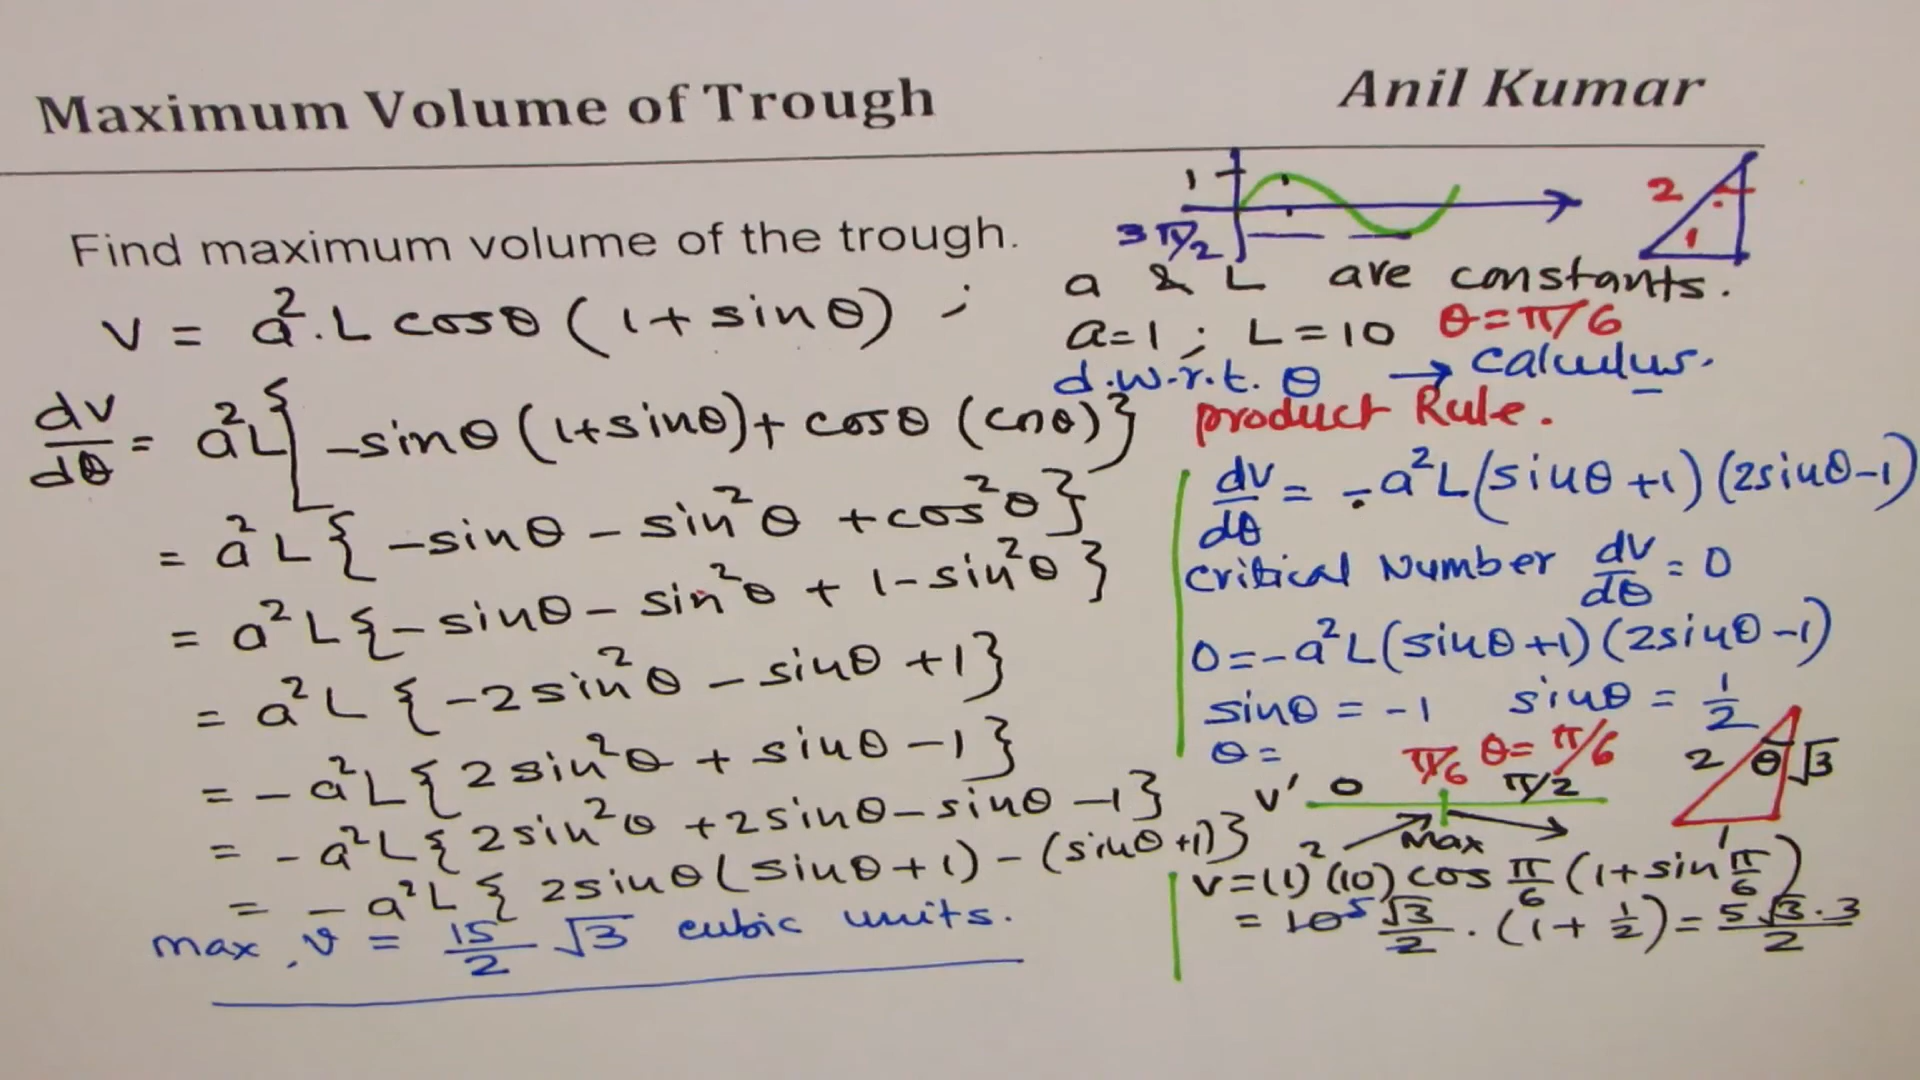 Maximum Volume of Trough
Anil Kumar
Find maximum volume of the trough.
V = a².L cosθ (1+ sinθ) ;
a & L are constants.
a=1 ; L=10 θ=π/6
d.w.r.t. θ → calculus.
product Rule.
dv/dθ = a²L{ -sinθ (1+sinθ)+ cosθ (cosθ)}
= a²L{ -sinθ - sin²θ + cos²θ}
= a²L{- sinθ - sin²θ + 1- sin²θ}
= a²L {-2sin²θ - sinθ +1}
= - a²L{2sin²θ + sinθ -1}
= - a²L{2sin²θ +2sinθ- sinθ -1}
= - a²L{ 2sinθ(sinθ+1) - (sinθ+1)}
max. v = 15/2 √3 cubic units.
1
3π/2
2
1
dv/dθ = -a²L(sinθ+1)(2sinθ-1)
critical Number dv/dθ = 0
0=-a²L(sinθ+1)(2sinθ-1)
sinθ = -1 sinθ = 1/2
θ = θ= π/6
V' 0 π/6 π/2
Max
2 θ √3
1
V=(1)²(10) cos π/6 (1+ sin π/6)
= 10 5 √3/2 . (1+ 1/2) = 5√3.3/2